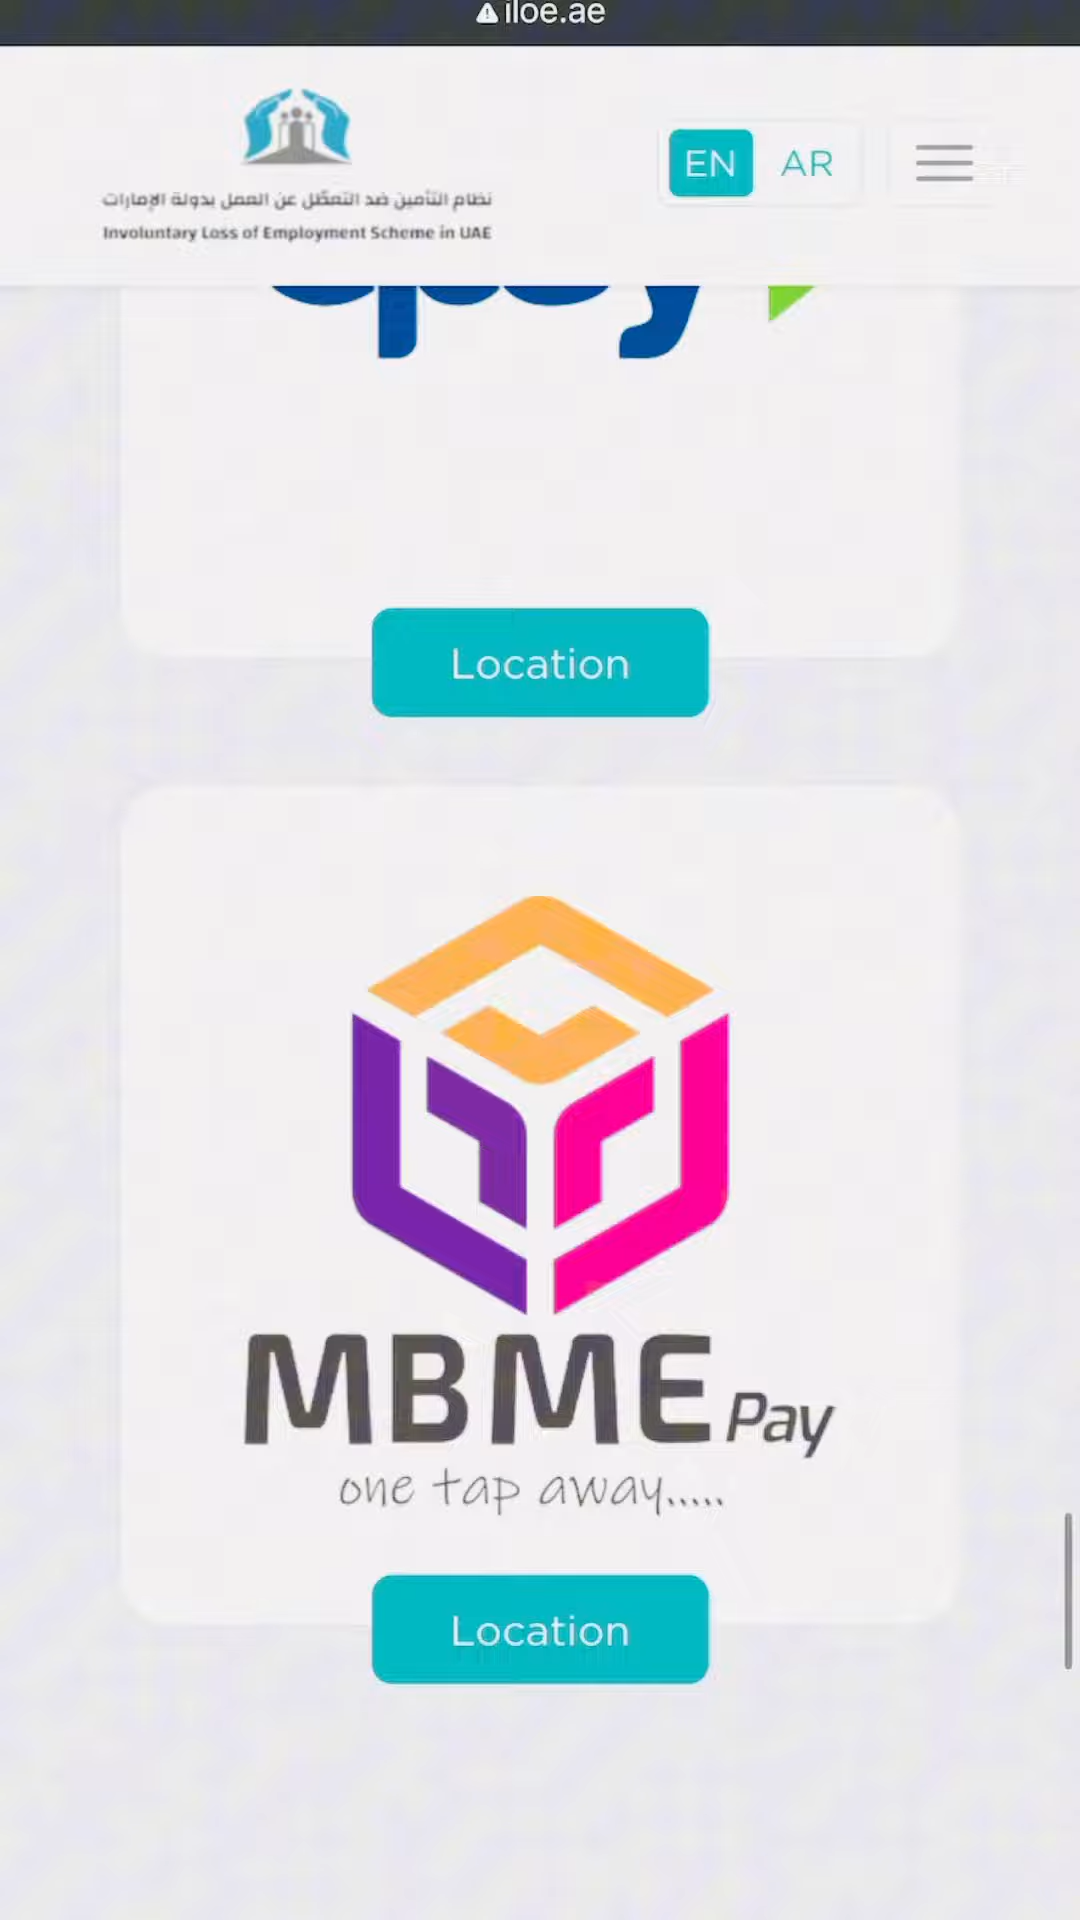 iloe.ae
نظام التأمين ضد التعطّل عن العمل بدولة الإمارات
Involuntary Loss of Employment Scheme in UAE
EN AR
Location
MBME Pay
one tap away.....
Location